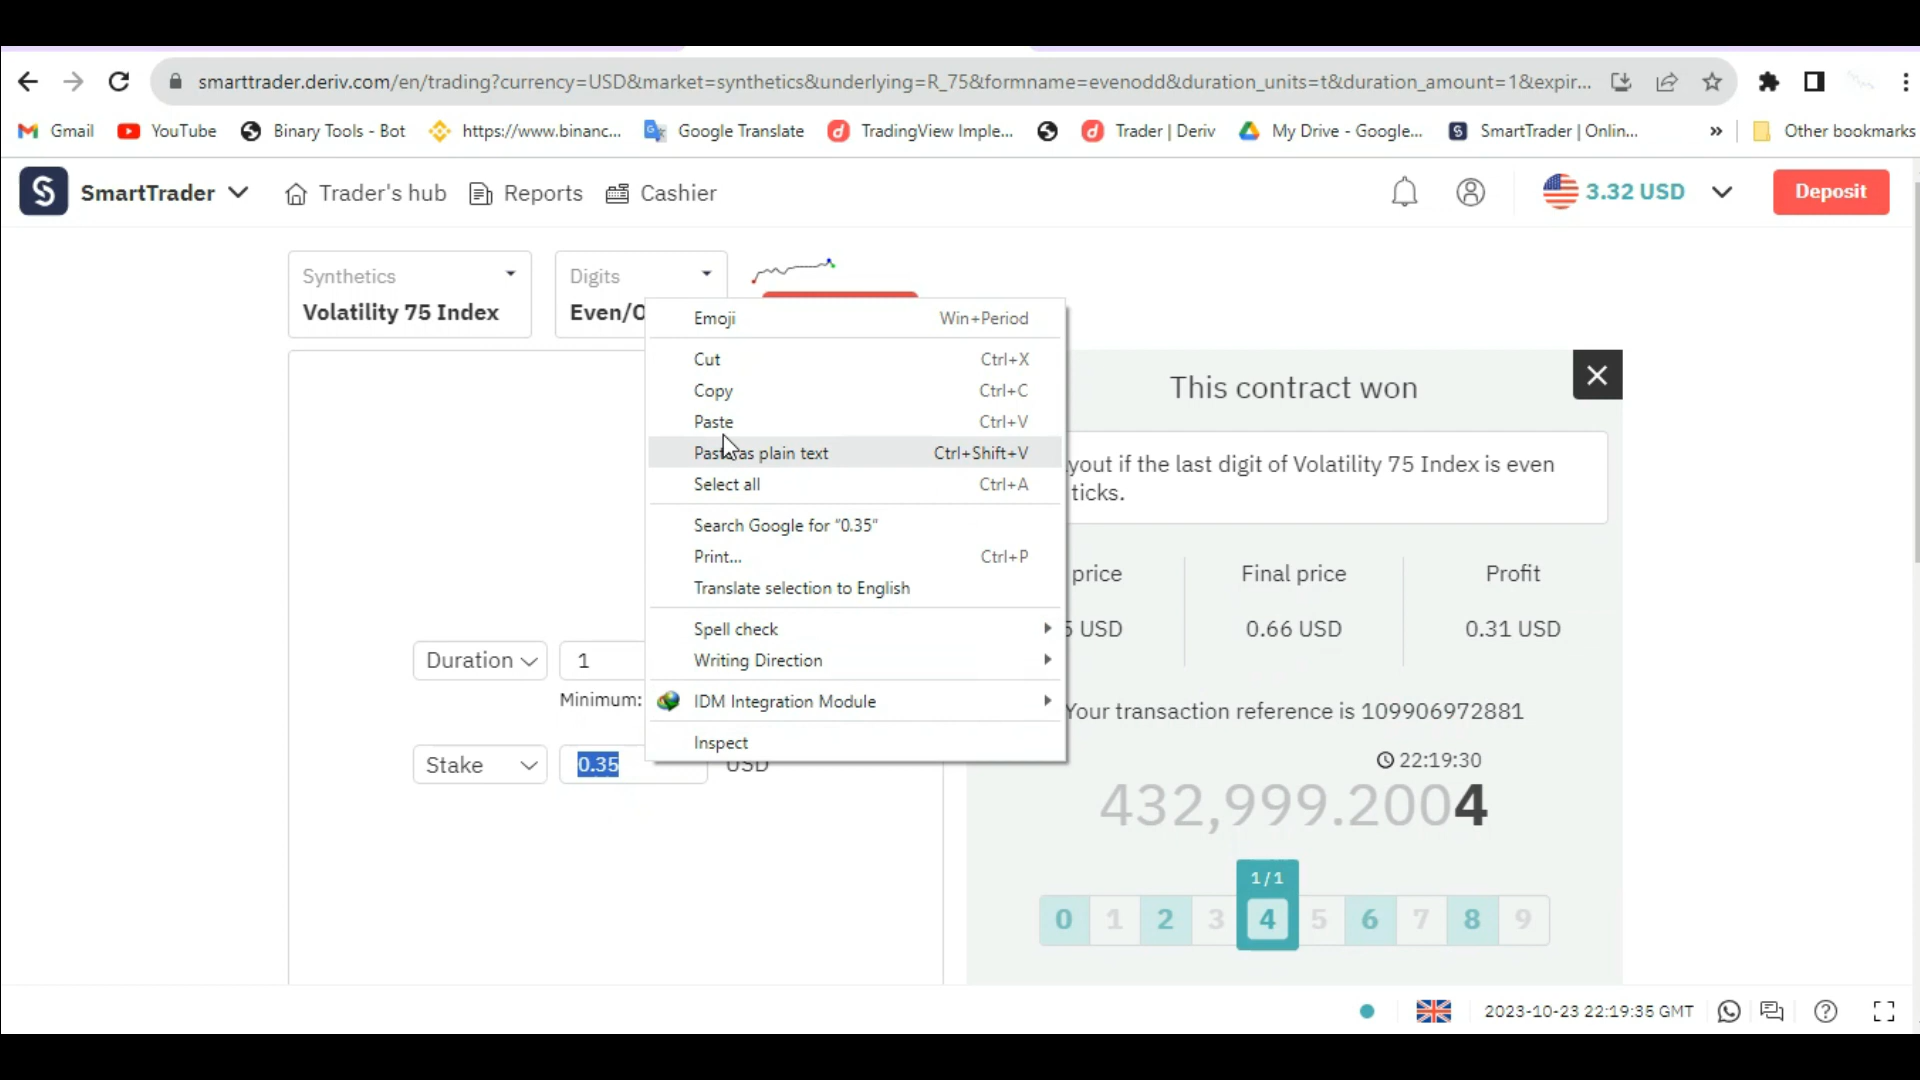 smarttrader.deriv.com/en/trading?currency=USD&market=synthetics&underlying=R_75&formname=evenodd&duration_units=t&duration_amount=1&expir...
Gmail YouTube Binary Tools - Bot https://www.binanc... Google Translate TradingView Imple... Trader | Deriv My Drive - Google... SmartTrader | Onlin... » Other bookmarks
SmartTrader Trader's hub Reports Cashier 3.32 USD Deposit
Synthetics Digits
Volatility 75 Index Even/O
Emoji Win+Period
Cut Ctrl+X
Copy Ctrl+C
Paste Ctrl+V
as plain text Ctrl+Shift+V
Select all Ctrl+A
Search Google for "0.35"
Print... Ctrl+P
Translate selection to English
Spell check
Writing Direction
IDM Integration Module
Inspect
Duration 1
Minimum:
Stake 0.35 USD
This contract won
yout if the last digit of Volatility 75 Index is even
ticks.
price Final price Profit
5 USD 0.66 USD 0.31 USD
Your transaction reference is 109906972881
22:19:30
432,999.2004
1/1
0 1 2 3 4 5 6 7 8 9
2023-10-23 22:19:35 GMT